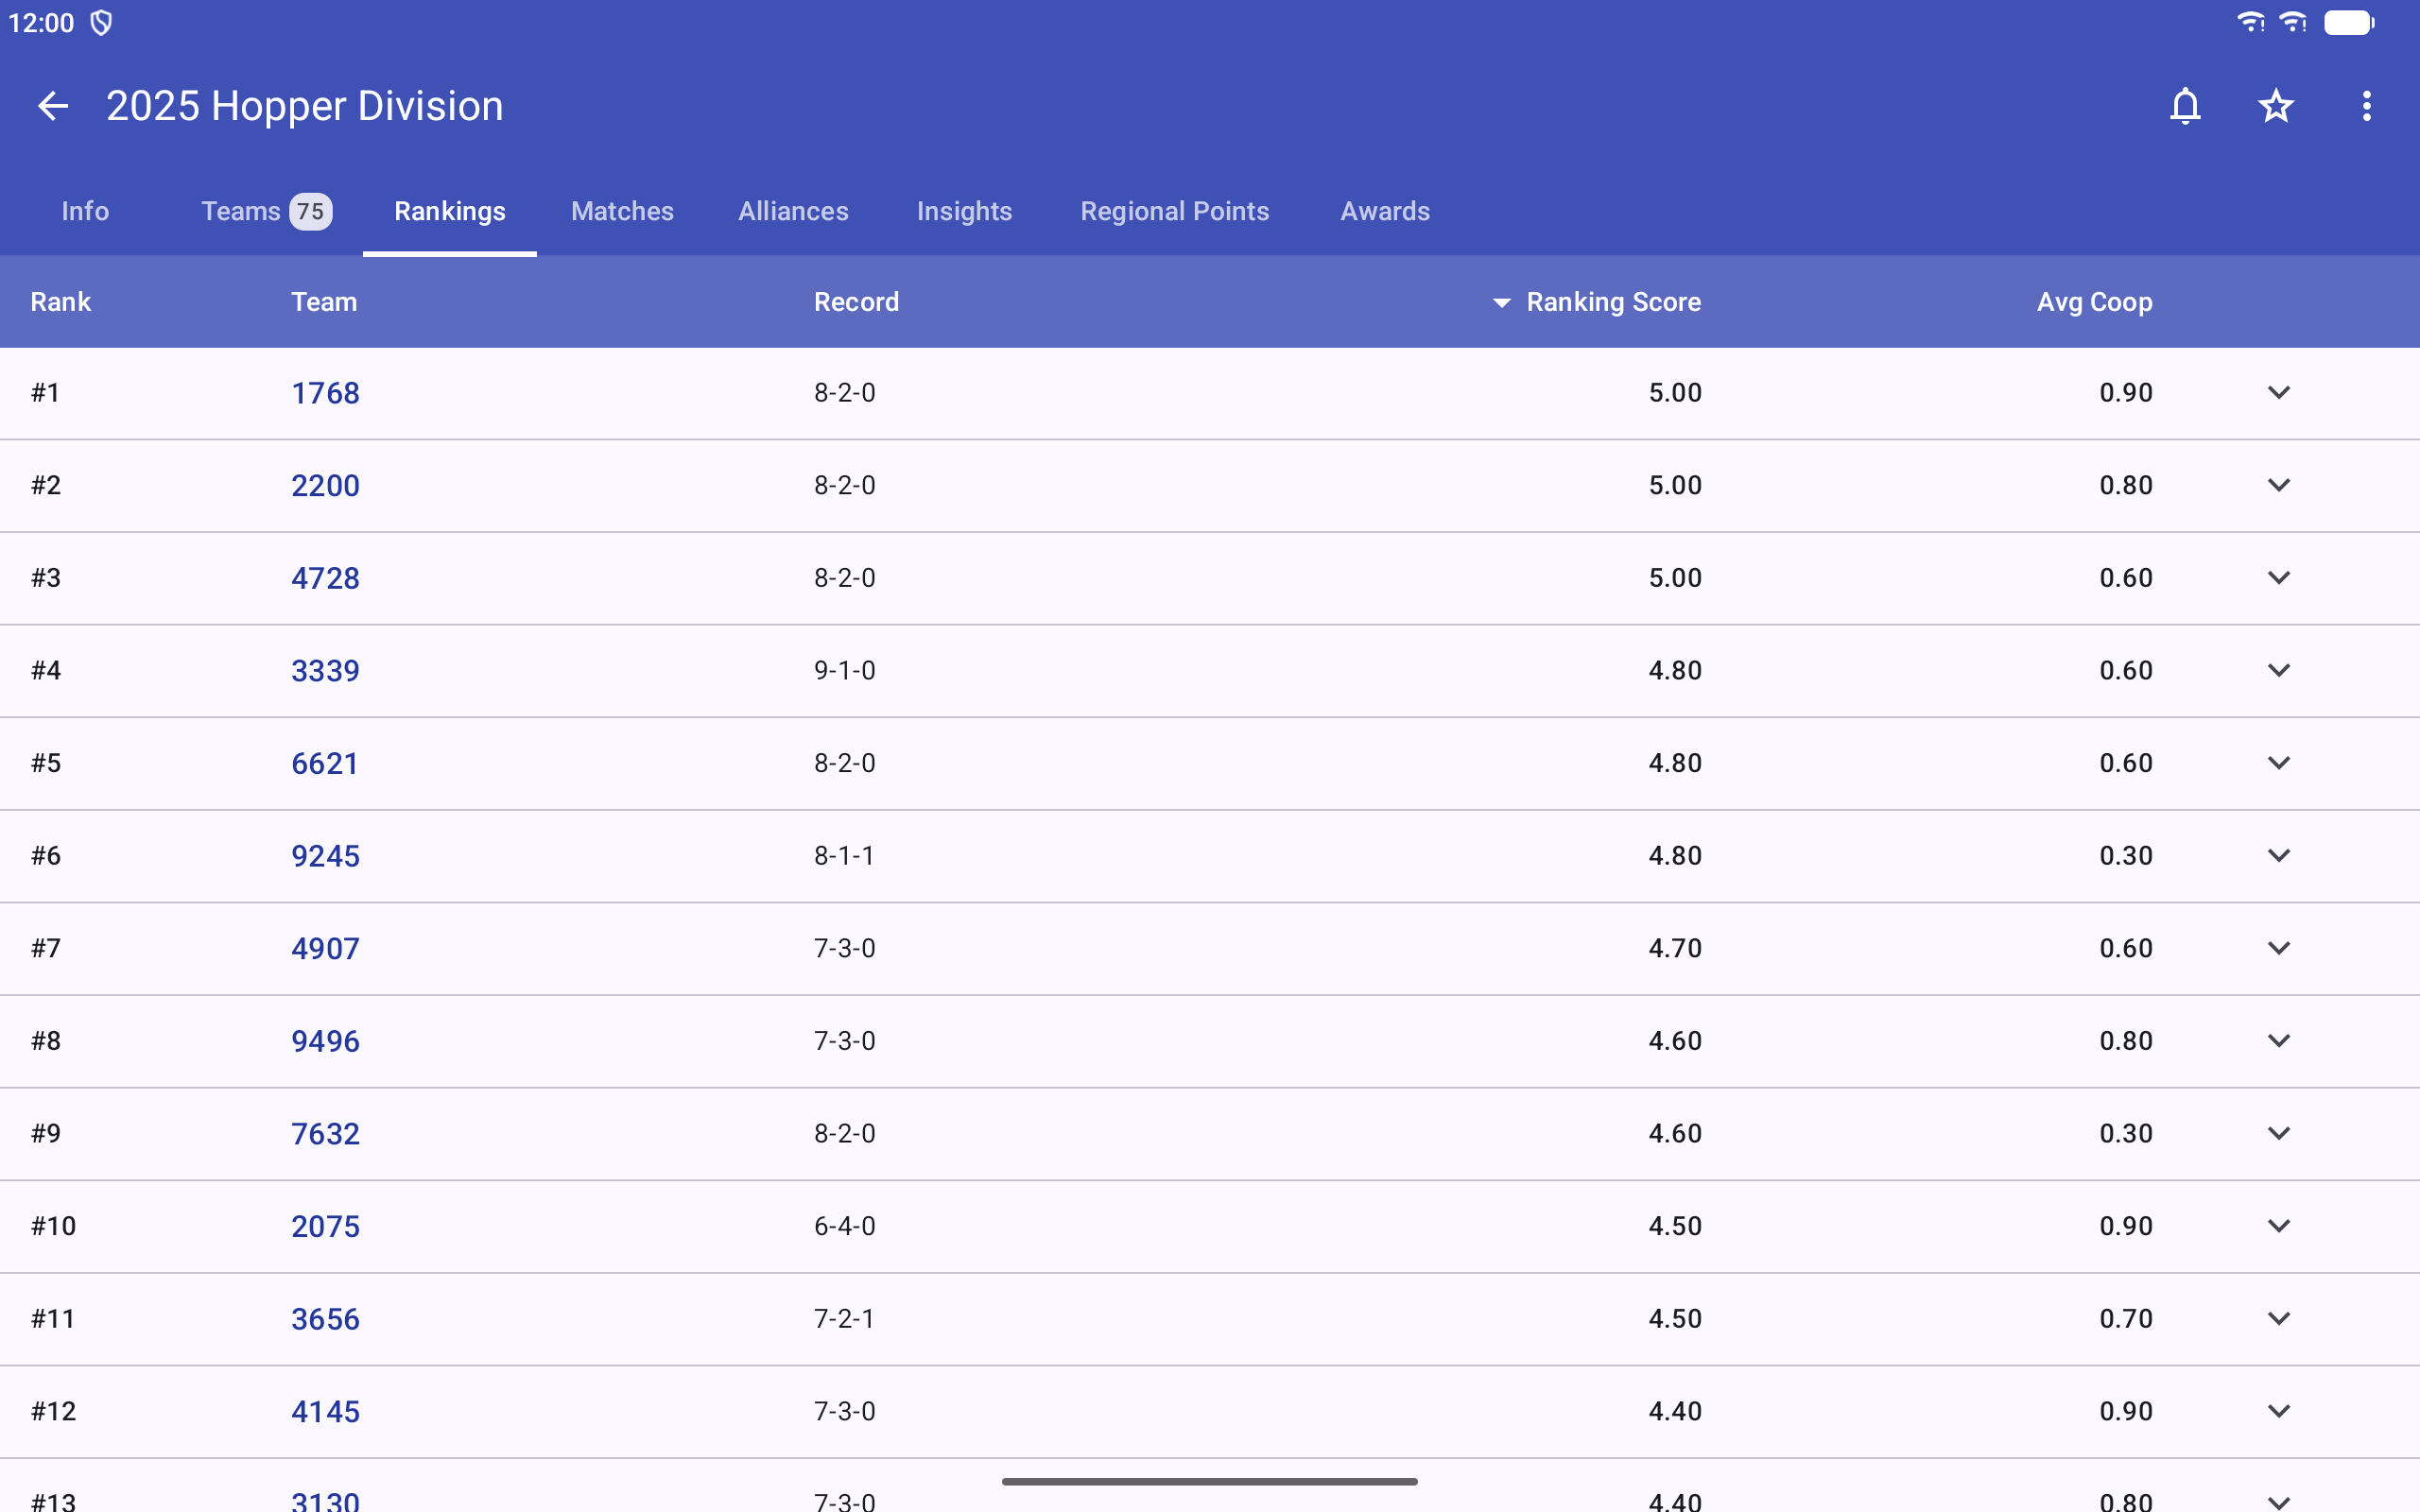 12:00
2025 Hopper Division
Info Teams 75 Rankings Matches Alliances Insights Regional Points Awards
Rank Team Record Ranking Score Avg Coop
#1 1768 8-2-0 5.00 0.90
#2 2200 8-2-0 5.00 0.80
#3 4728 8-2-0 5.00 0.60
#4 3339 9-1-0 4.80 0.60
#5 6621 8-2-0 4.80 0.60
#6 9245 8-1-1 4.80 0.30
#7 4907 7-3-0 4.70 0.60
#8 9496 7-3-0 4.60 0.80
#9 7632 8-2-0 4.60 0.30
#10 2075 6-4-0 4.50 0.90
#11 3656 7-2-1 4.50 0.70
#12 4145 7-3-0 4.40 0.90
#13 3130 7-3-0 4.40 0.80